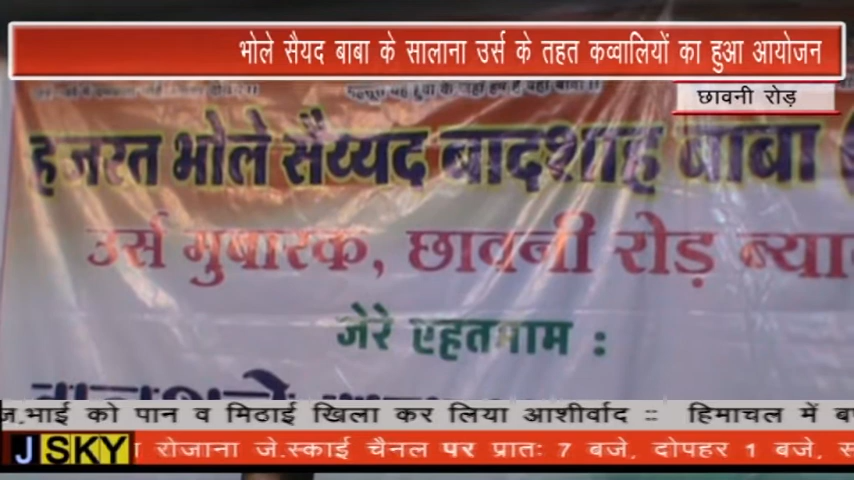 भोले सैयद बाबा के सालाना उर्स के तहत कव्वालियों का हुआ आयोजन
छावनी रोड़
हजरत भोले सैय्यद बादशाह बाबा
उर्स मुबारक, छावनी रोड़ ब्या
जेरे एहतमाम :
ज.भाई को पान व मिठाई खिला कर लिया आशीर्वाद :: हिमाचल में ब
J SKY रोजाना जे.स्काई चैनल पर प्रातः 7 बजे, दोपहर 1 बजे, स